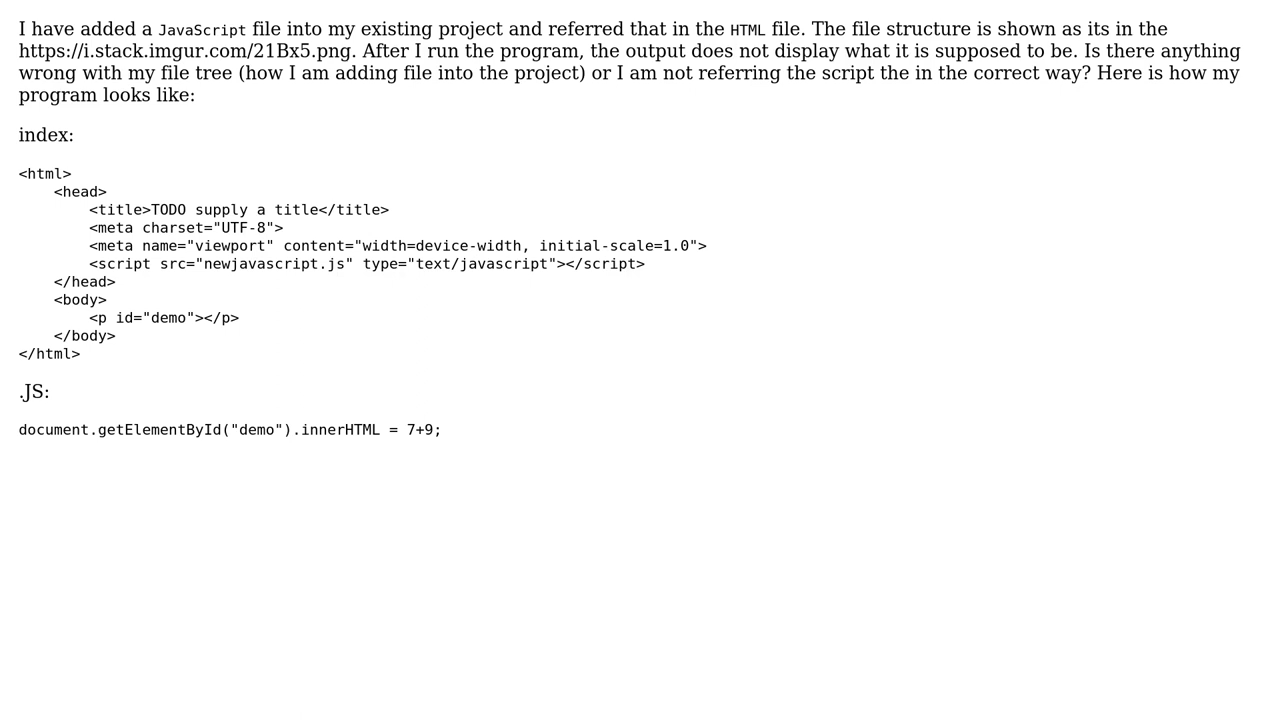 I have added a JavaScript file into my existing project and referred that in the HTML file. The file structure is shown as its in the
https://i.stack.imgur.com/21Bx5.png. After I run the program, the output does not display what it is supposed to be. Is there anything
wrong with my file tree (how I am adding file into the project) or I am not referring the script the in the correct way? Here is how my
program looks like:
index:
<html>
    <head>
        <title>TODO supply a title</title>
        <meta charset="UTF-8">
        <meta name="viewport" content="width=device-width, initial-scale=1.0">
        <script src="newjavascript.js" type="text/javascript"></script>
    </head>
    <body>
        <p id="demo"></p>
    </body>
</html>
.JS:
document.getElementById("demo").innerHTML = 7+9;